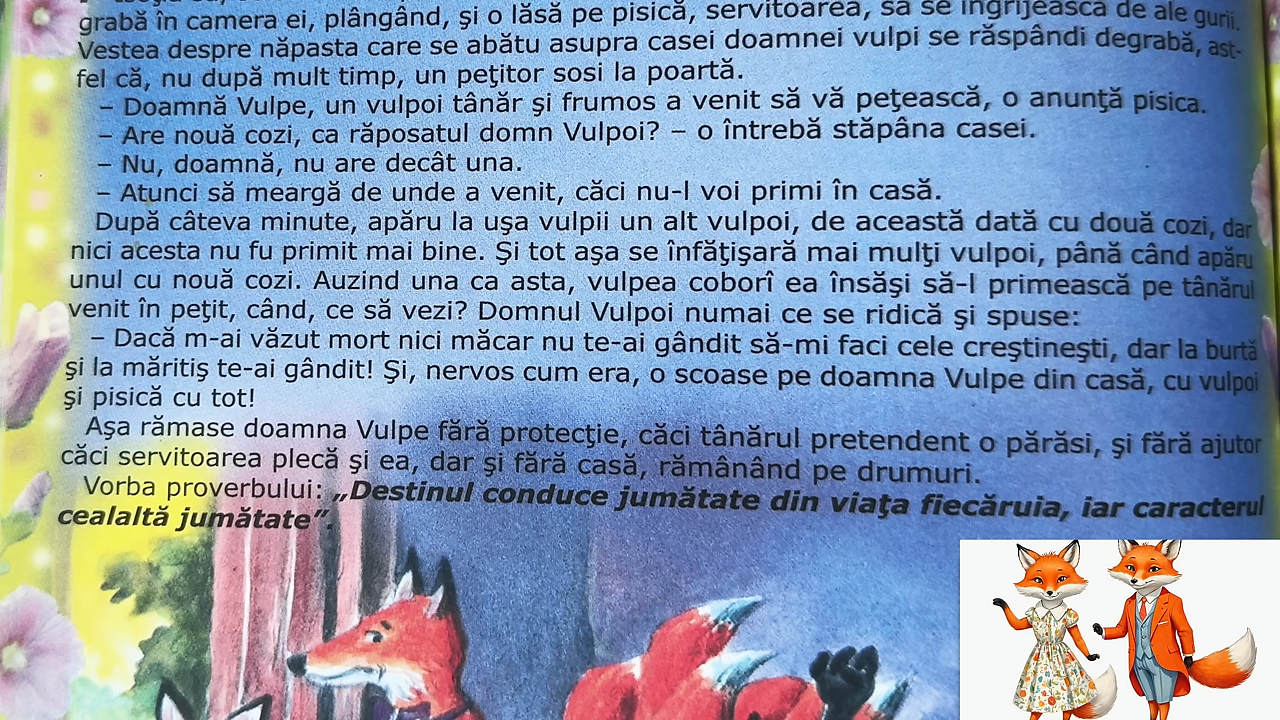 grabă în camera ei, plângând, şi o lăsă pe pisică, servitoarea, să se îngrijească de ale gurii.
Vestea despre năpasta care se abătu asupra casei doamnei vulpi se răspândi degrabă, ast-
fel că, nu după mult timp, un peţitor sosi la poartă.
– Doamnă Vulpe, un vulpoi tânăr şi frumos a venit să vă peţească, o anunţă pisica.
– Are nouă cozi, ca răposatul domn Vulpoi? – o întrebă stăpâna casei.
– Nu, doamnă, nu are decât una.
– Atunci să meargă de unde a venit, căci nu-l voi primi în casă.
După câteva minute, apăru la uşa vulpii un alt vulpoi, de această dată cu două cozi, dar
nici acesta nu fu primit mai bine. Şi tot aşa se înfăţişară mai mulţi vulpoi, până când apăru
unul cu nouă cozi. Auzind una ca asta, vulpea coborî ea însăşi să-l primească pe tânărul
venit în peţit, când, ce să vezi? Domnul Vulpoi numai ce se ridică şi spuse:
– Dacă m-ai văzut mort nici măcar nu te-ai gândit să-mi faci cele creştineşti, dar la burtă
şi la măritiş te-ai gândit! Şi, nervos cum era, o scoase pe doamna Vulpe din casă, cu vulpoi
şi pisică cu tot!
Aşa rămase doamna Vulpe fără protecţie, căci tânărul pretendent o părăsi, şi fără ajutor
căci servitoarea plecă şi ea, dar şi fără casă, rămânând pe drumuri.
Vorba proverbului: „Destinul conduce jumătate din viaţa fiecăruia, iar caracterul
cealaltă jumătate”.